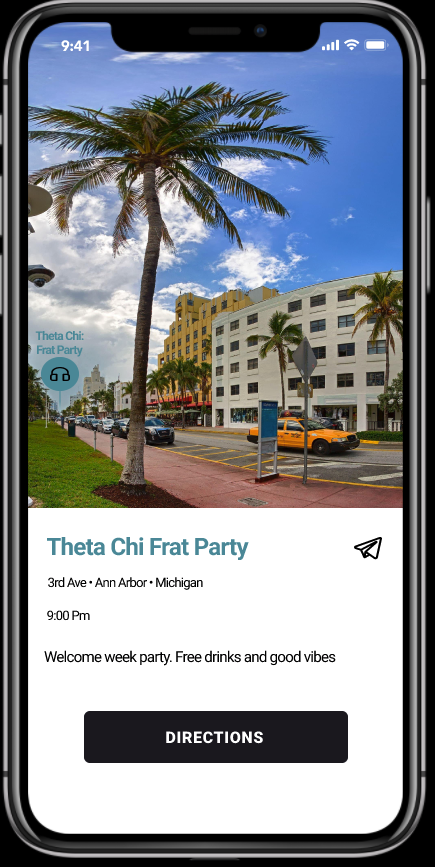 9:41
Theta Chi:
Frat Party
Theta Chi Frat Party
3rd Ave • Ann Arbor • Michigan
9:00 Pm
Welcome week party. Free drinks and good vibes
DIRECTIONS